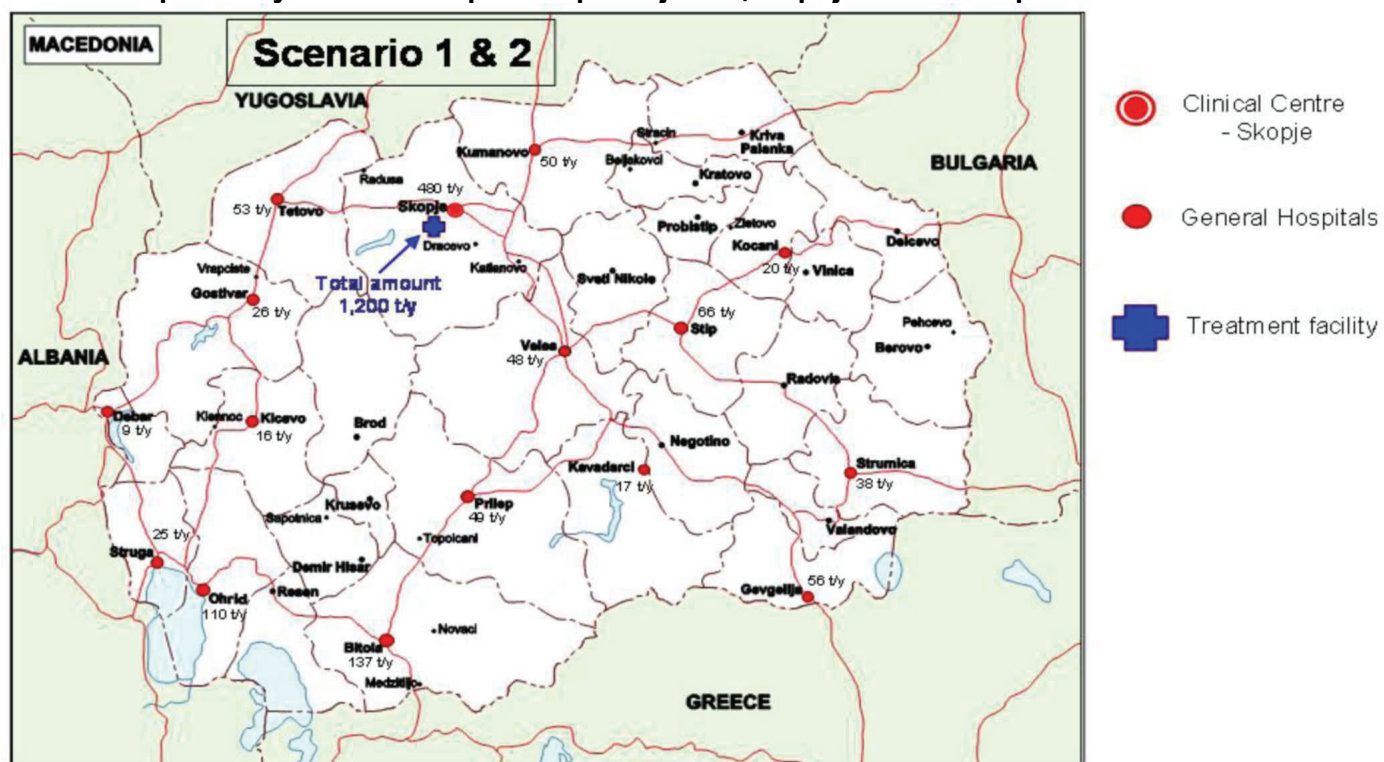 MACEDONIA
Scenario 1 & 2
YUGOSLAVIA
BULGARIA
ALBANIA
GREECE
Kumanovo
50 t/y
Stracin
Kriva
Palanka
Beljakovci
Kratovo
Radusa
480 t/y
Skopje
53 t/y
Tetovo
Dracevo
Katlanovo
Total amount
1,200 t/y
Probistip
Zletovo
Kocani
20 t/y
Vinica
Delcevo
Sveti Nikole
Vrapciste
Gostivar
26 t/y
66 t/y
Stip
Pehcevo
Berovo
Veles
48 t/y
Radovis
Debar
9 t/y
Kicevo
16 t/y
Brod
Negotino
Kavadarci
17 t/y
Strumica
38 t/y
Krusevo
Sapotnica
Prilep
49 t/y
Topolcani
Valandovo
25 t/y
Struga
Demir Hisar
Ohrid
110 t/y
Resen
56 t/y
Gevgelija
Novaci
Bitola
137 t/y
Medzitlija
Clinical Centre
- Skopje
General Hospitals
Treatment facility